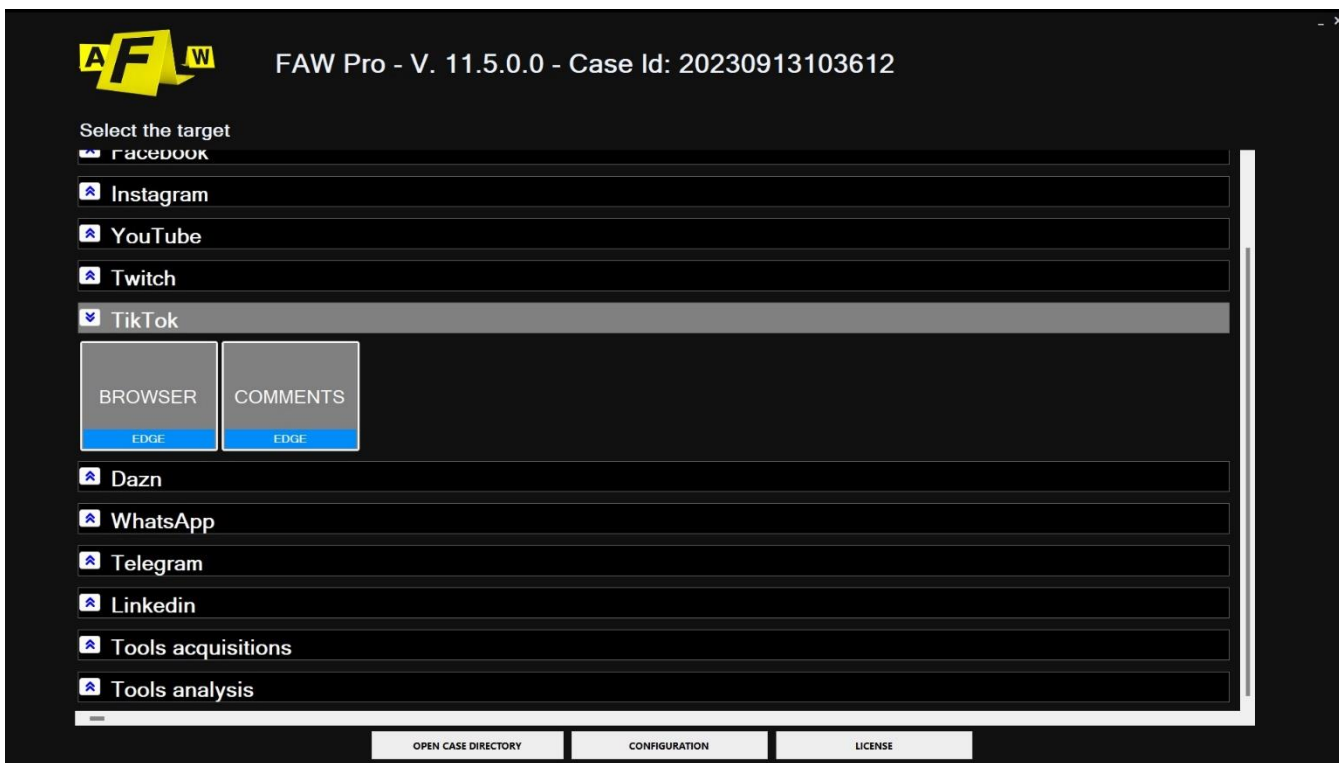 A F W
FAW Pro - V. 11.5.0.0 - Case Id: 20230913103612
Select the target
Facebook
Instagram
YouTube
Twitch
TikTok
BROWSER COMMENTS
EDGE EDGE
Dazn
WhatsApp
Telegram
Linkedin
Tools acquisitions
Tools analysis
OPEN CASE DIRECTORY CONFIGURATION LICENSE